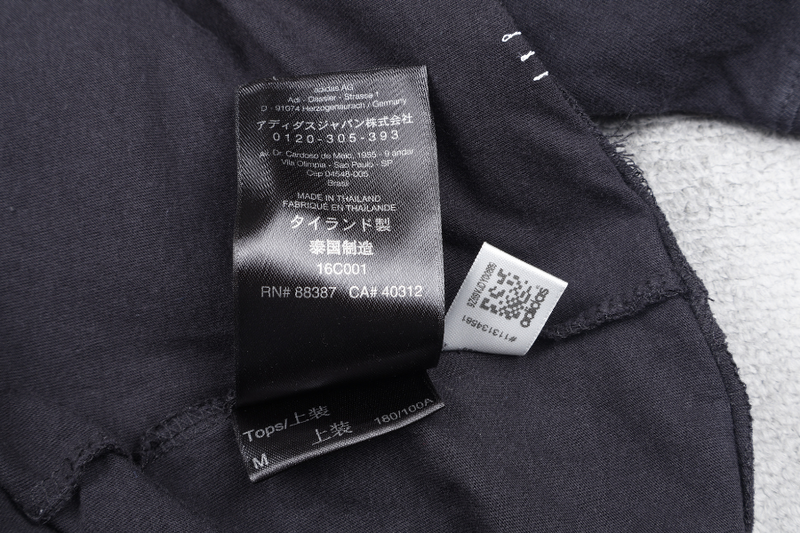 adidas AG
Adi - Dassler - Strasse 1
D - 91074 Herzogenaurach / Germany
アディダスジャパン株式会社
0120-305-393
Av. Dr. Cardoso de Melo, 1955 - 9 andar
Vila Olimpia - Sao Paulo - SP
Cep 04548-005
Brasil
MADE IN THAILAND
FABRIQUÉ EN THAÏLANDE
タイランド製
泰国制造
16C001
RN# 88387 CA# 40312
Tops/上装
上装 180/100A
M
adidas
#113134561